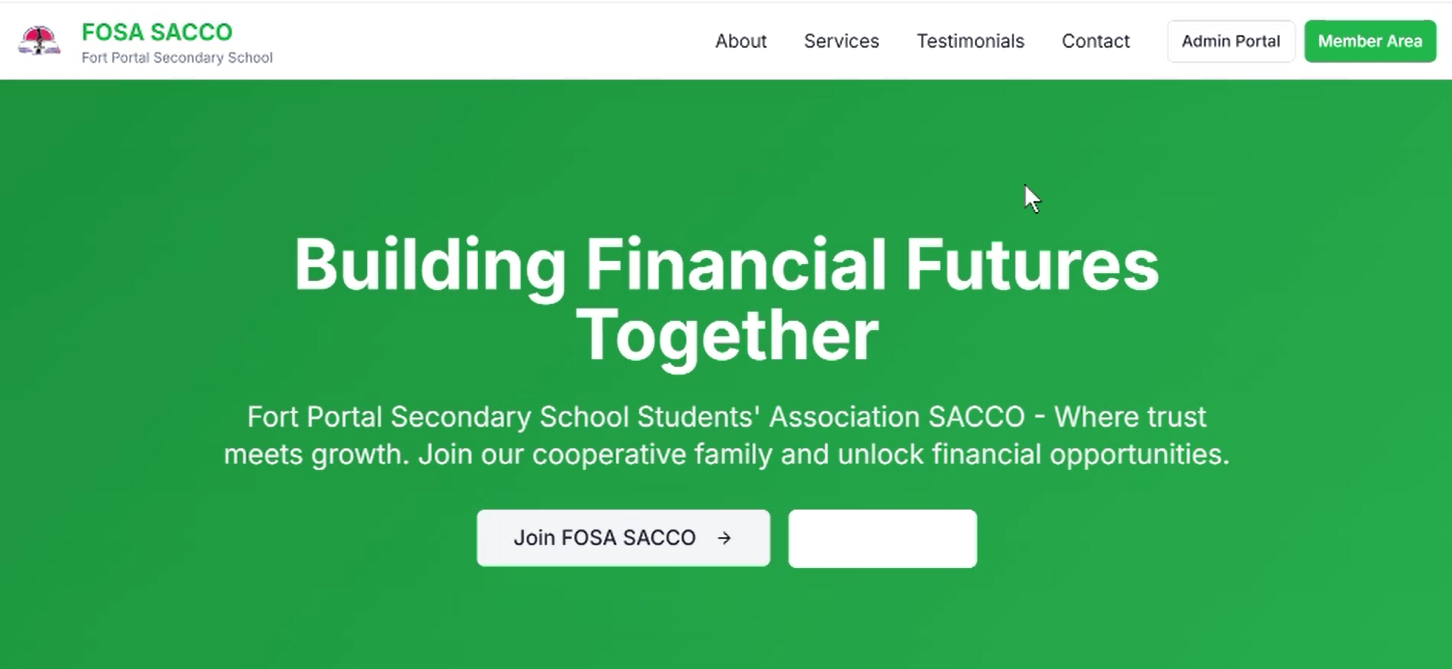 FOSA SACCO
Fort Portal Secondary School
About
Services
Testimonials
Contact
Admin Portal
Member Area
Building Financial Futures
Together
Fort Portal Secondary School Students' Association SACCO - Where trust
meets growth. Join our cooperative family and unlock financial opportunities.
Join FOSA SACCO →